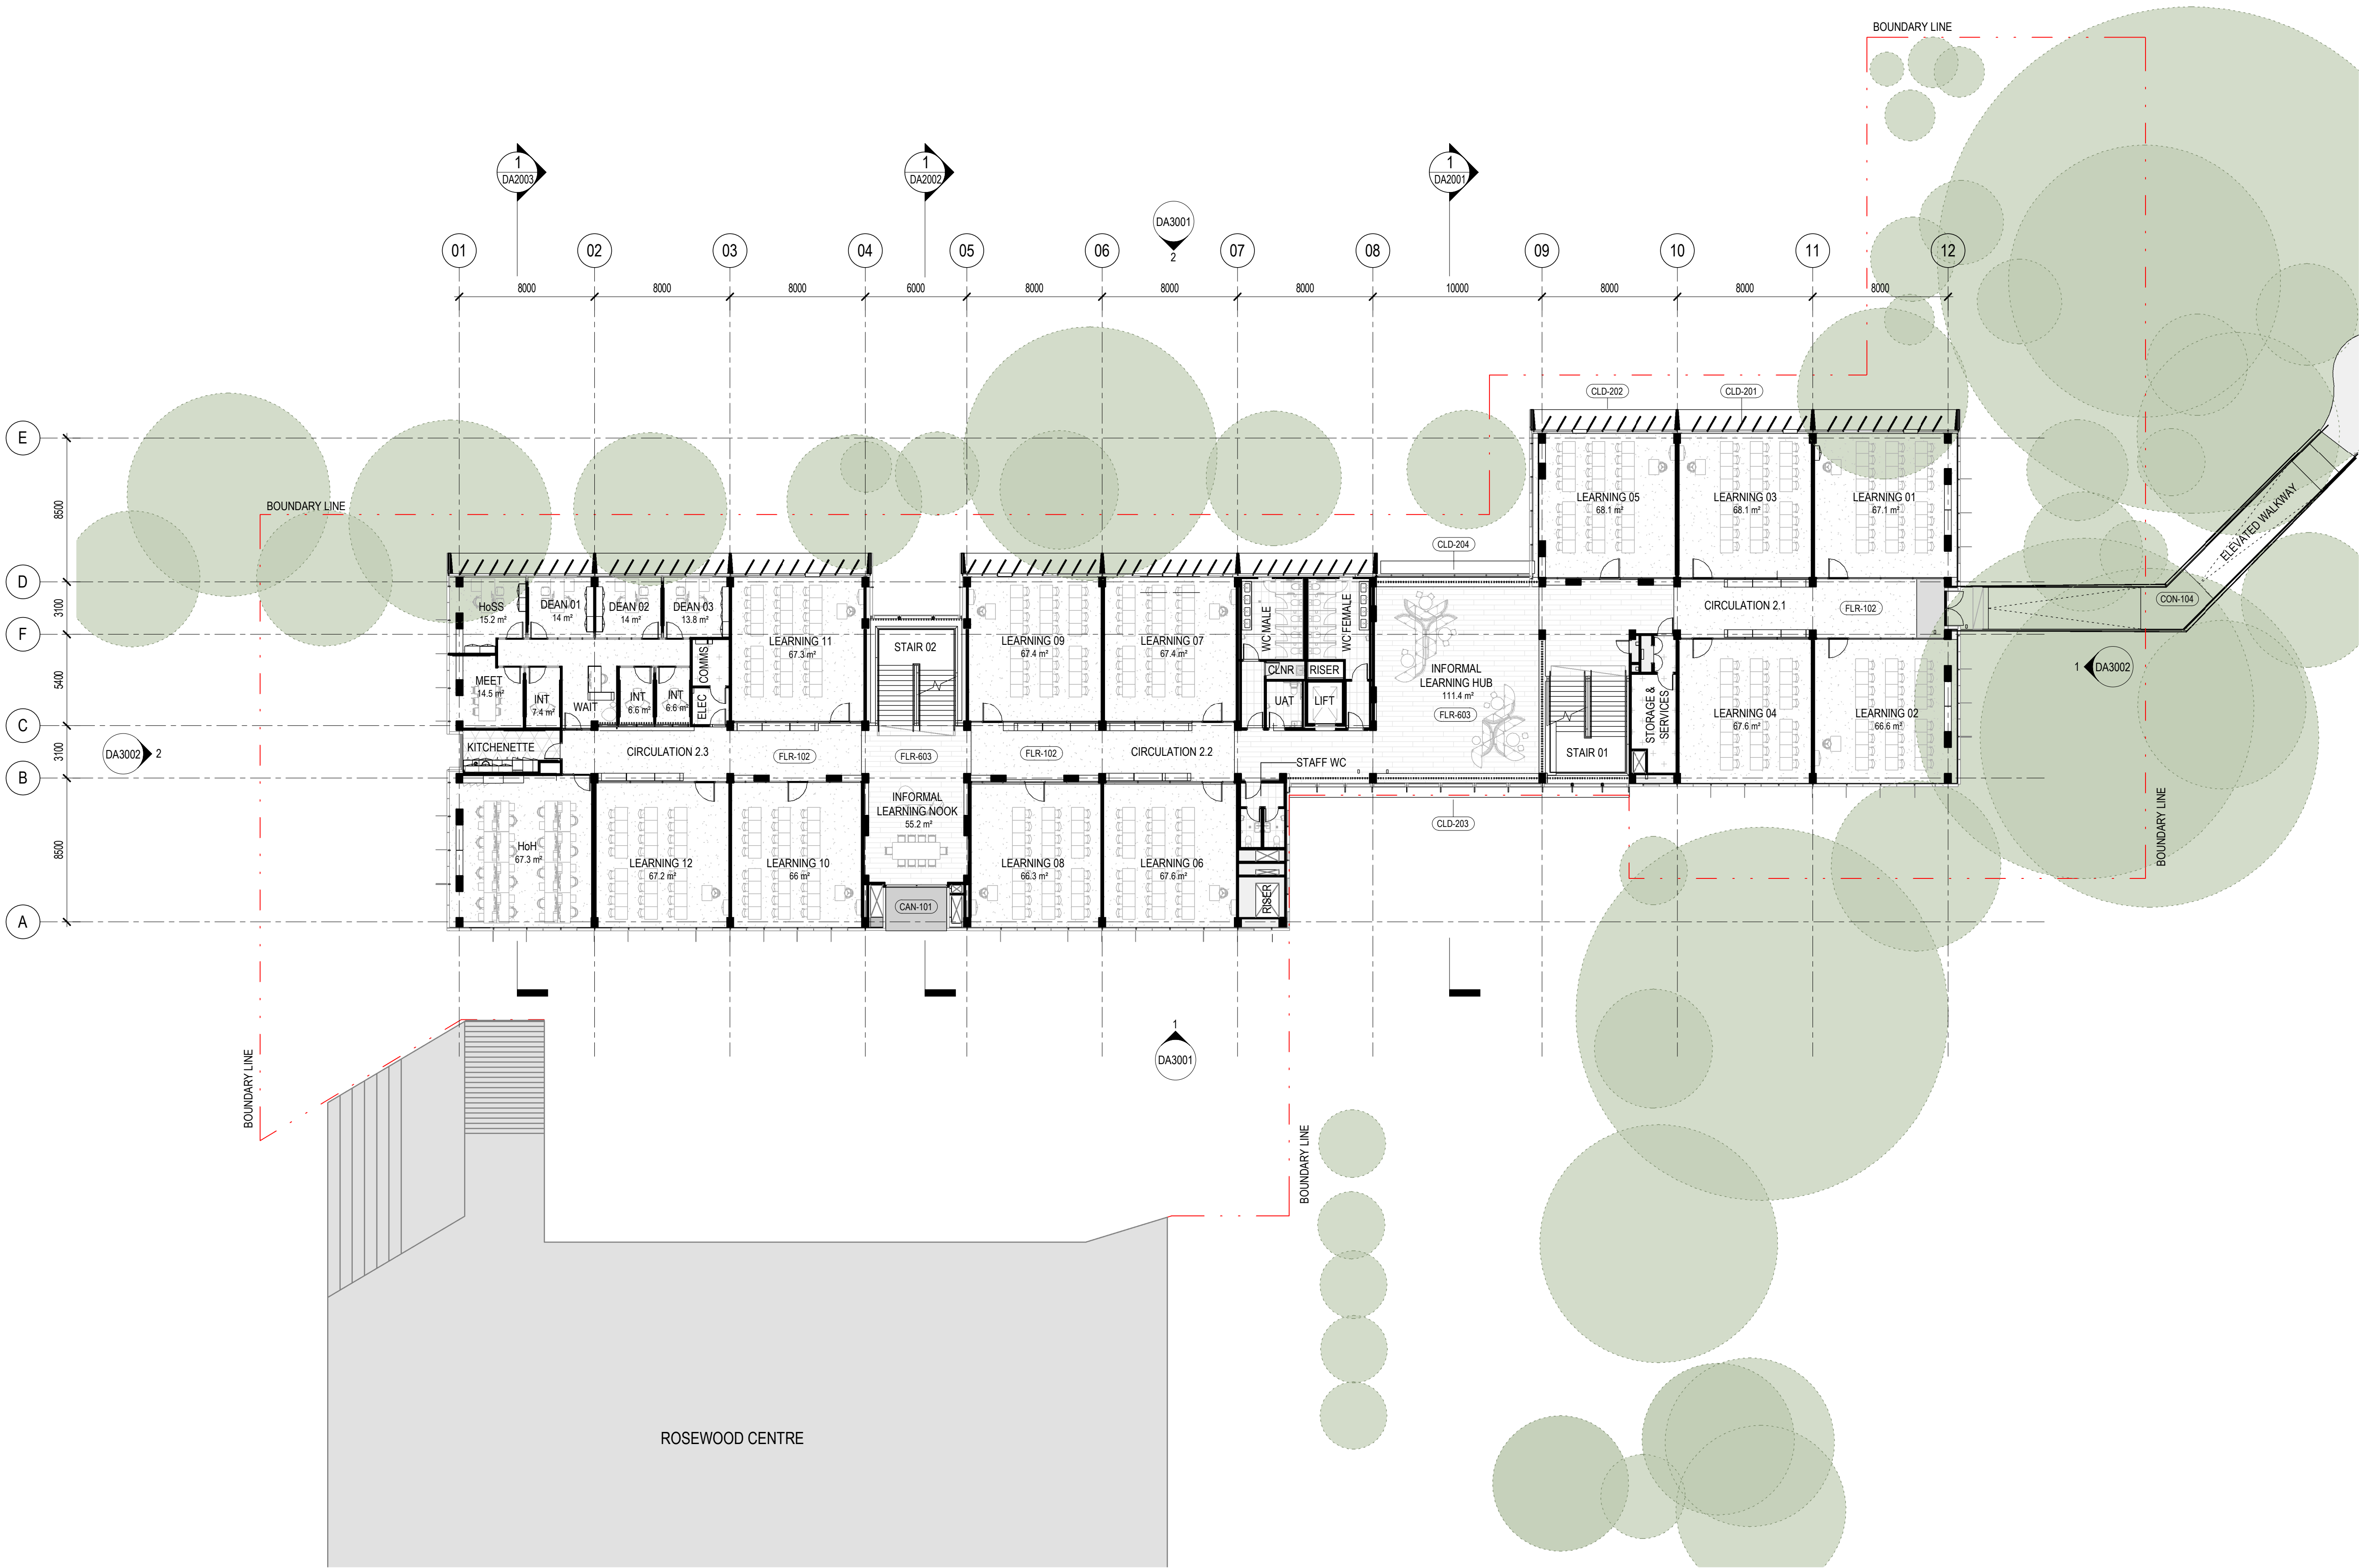 BOUNDARY LINE
1
DA2003
1
DA2002
1
DA2001
DA3001
2
01
02
03
04
05
06
07
08
09
10
11
12
8000
8000
8000
6000
8000
8000
8000
10000
8000
8000
8000
CLD-202
CLD-201
E
D
F
C
B
A
8500
3100
5400
3100
8500
BOUNDARY LINE
LEARNING 05
68.1 m²
LEARNING 03
68.1 m²
LEARNING 01
67.1 m²
ELEVATED WALKWAY
CLD-204
CON-104
HoSS
15.2 m²
DEAN 01
14 m²
DEAN 02
14 m²
DEAN 03
13.8 m²
LEARNING 11
67.3 m²
STAIR 02
LEARNING 09
67.4 m²
LEARNING 07
67.4 m²
WC MALE
WC FEMALE
CIRCULATION 2.1
FLR-102
COMMS
ELEC
MEET
14.5 m²
INT
7.4 m²
WAIT
INT
6.6 m²
INT
6.6 m²
CLNR
RISER
UAT
LIFT
INFORMAL
LEARNING HUB
111.4 m²
FLR-603
STAIR 01
STORAGE &
SERVICES
LEARNING 04
67.6 m²
LEARNING 02
66.6 m²
1
DA3002
DA3002
2
KITCHENETTE
CIRCULATION 2.3
FLR-102
FLR-603
FLR-102
CIRCULATION 2.2
STAFF WC
INFORMAL
LEARNING NOOK
55.2 m²
HoH
67.3 m²
LEARNING 12
67.2 m²
LEARNING 10
66 m²
LEARNING 08
66.3 m²
LEARNING 06
67.6 m²
CAN-101
RISER
CLD-203
BOUNDARY LINE
1
DA3001
BOUNDARY LINE
BOUNDARY LINE
ROSEWOOD CENTRE